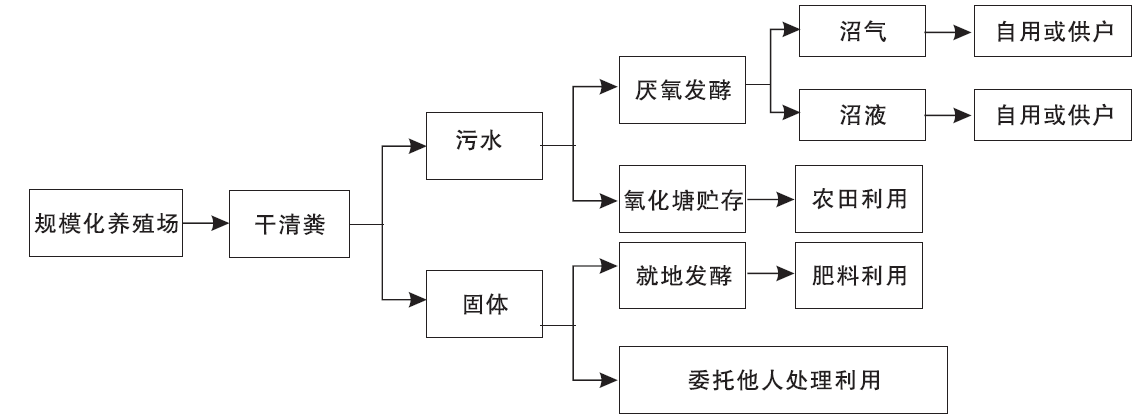 沼气
自用或供户
厌氧发酵
沼液
自用或供户
污水
氧化塘贮存
农田利用
规模化养殖场
干清粪
就地发酵
肥料利用
固体
委托他人处理利用